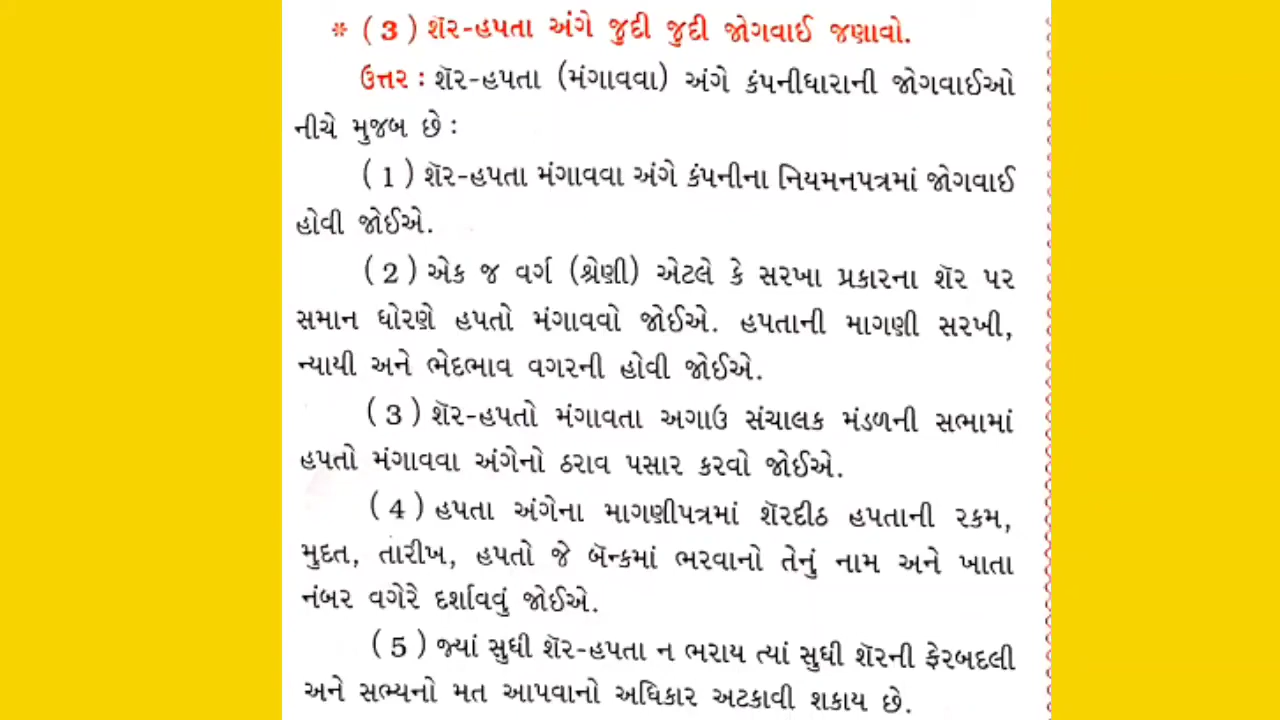 * (3) શૅર-હપતા અંગે જુદી જુદી જોગવાઈ જણાવો.
ઉત્તર : શૅર-હપતા (મંગાવવા) અંગે કંપનીધારાની જોગવાઈઓ
નીચે મુજબ છે :
(1) શૅર-હપતા મંગાવવા અંગે કંપનીના નિયમનપત્રમાં જોગવાઈ
હોવી જોઈએ.
(2) એક જ વર્ગ (શ્રેણી) એટલે કે સરખા પ્રકારના શૅર પર
સમાન ધોરણે હપતો મંગાવવો જોઈએ. હપતાની માગણી સરખી,
ન્યાયી અને ભેદભાવ વગરની હોવી જોઈએ.
(3) શૅર-હપતો મંગાવતા અગાઉ સંચાલક મંડળની સભામાં
હપતો મંગાવવા અંગેનો ઠરાવ પસાર કરવો જોઈએ.
(4) હપતા અંગેના માગણીપત્રમાં શૅરદીઠ હપતાની રકમ,
મુદત, તારીખ, હપતો જે બૅન્કમાં ભરવાનો તેનું નામ અને ખાતા
નંબર વગેરે દર્શાવવું જોઈએ.
(5) જ્યાં સુધી શૅર-હપતા ન ભરાય ત્યાં સુધી શૅરની ફેરબદલી
અને સભ્યનો મત આપવાનો અધિકાર અટકાવી શકાય છે.